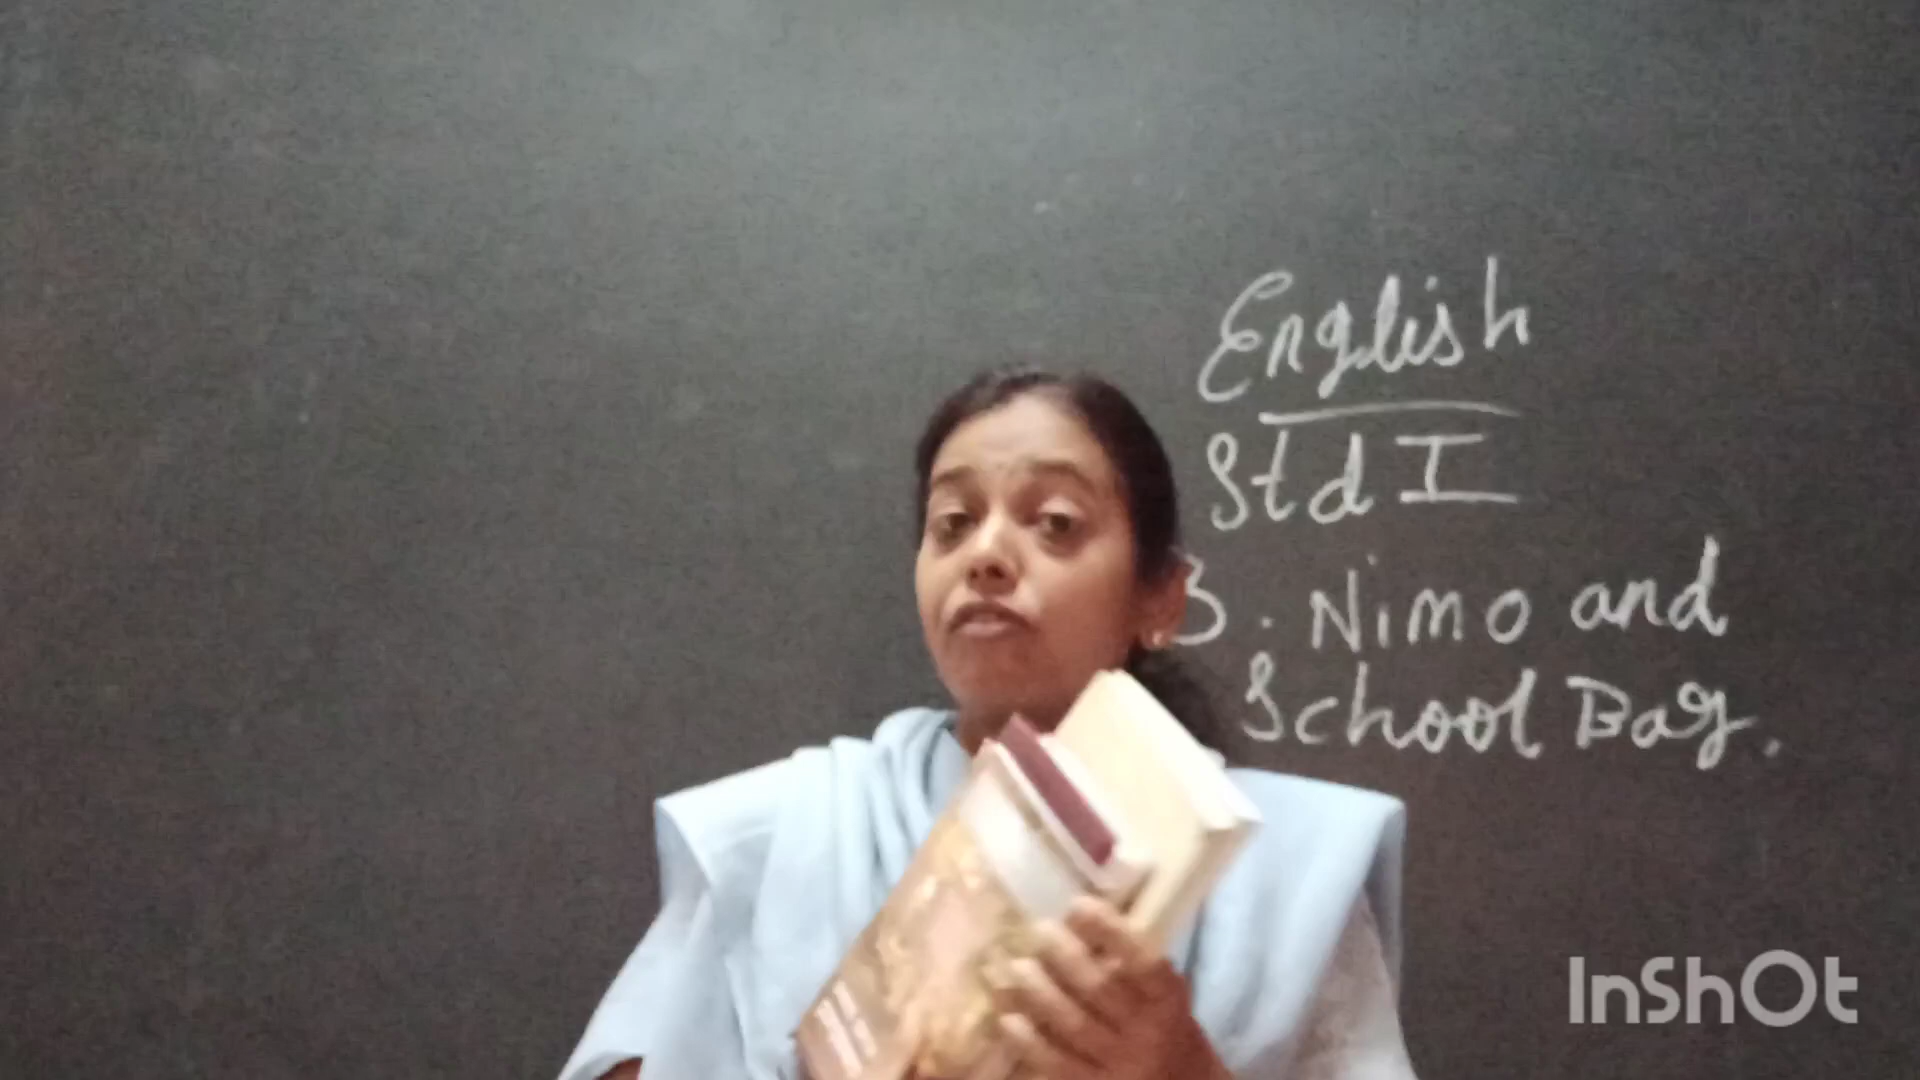 English
Std I
3. Nimo and
School Bag.
InShOt